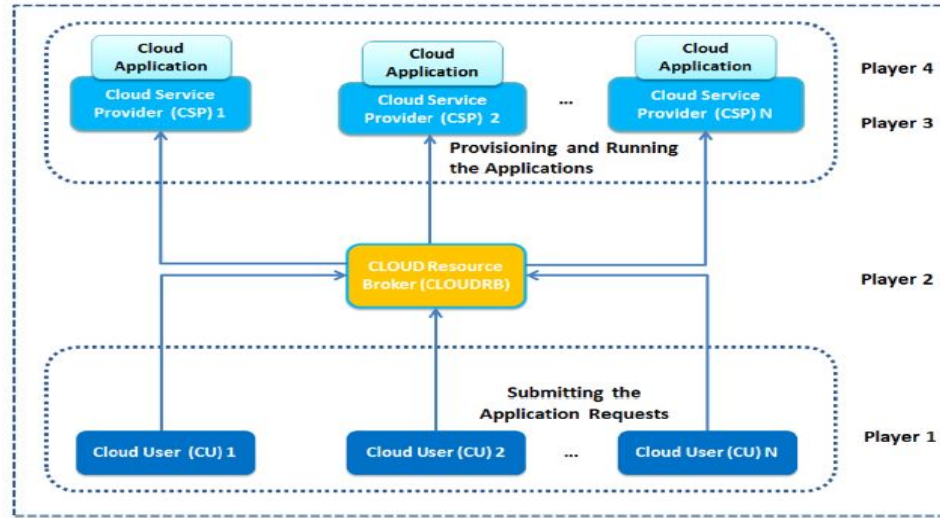 Cloud
Application
Cloud
Application
Cloud
Application
Player 4
Cloud Service
Provider (CSP) 1
Cloud Service
Provider (CSP) 2
...
Cloud Service
Provider (CSP) N
Player 3
Provisioning and Running
the Applications
CLOUD Resource
Broker (CLOUDRB)
Player 2
Submitting the
Application Requests
Player 1
Cloud User (CU) 1
Cloud User (CU) 2
...
Cloud User (CU) N